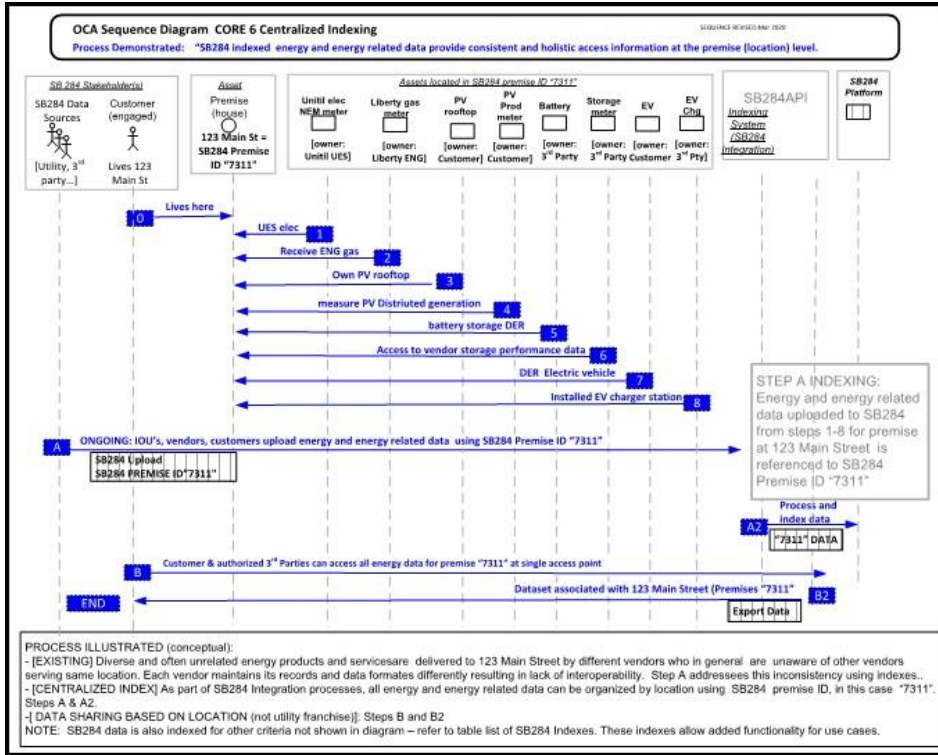 OCA Sequence Diagram CORE 6 Centralized Indexing
SEQUENCE REVISED Mar 2020
Process Demonstrated: "SB284 indexed energy and energy related data provide consistent and holistic access information at the premise (location) level.
SB 284 Stakeholder(s)
SB284 Data
Sources
[Utility, 3rd
party...]
Customer
(engaged)
Lives 123
Main St
Asset
Premise
(house)
123 Main St =
SB284 Premise
ID "7311"
Assets located in SB284 premise ID "7311"
Unitil elec
NEM meter
[owner:
Unitil UES]
Liberty gas
meter
[owner:
Liberty ENG]
PV
rooftop
[owner:
Customer]
PV
Prod
meter
[owner:
Customer]
Battery
[owner:
3rd Party
Storage
meter
[owner:
3rd Party
EV
[owner:
Customer
EV
Chg
[owner:
3rd Pty]
SB284API
Indexing
System
(SB284
Integration)
SB284
Platform
0
Lives here
UES elec
1
Receive ENG gas
2
Own PV rooftop
3
measure PV Distriuted generation
4
battery storage DER
5
Access to vendor storage performance data
6
DER Electric vehicle
7
Installed EV charger station
8
STEP A INDEXING:
Energy and energy related
data uploaded to SB284
from steps 1-8 for premise
at 123 Main Street is
referenced to SB284
Premise ID "7311"
A
ONGOING: IOU's, vendors, customers upload energy and energy related data using SB284 Premise ID "7311"
SB284 Upload
SB284 PREMISE ID"7311"
Process and
index data
A2
"7311" DATA
B
Customer & authorized 3rd Parties can access all energy data for premise "7311" at single access point
END
Dataset associated with 123 Main Street (Premises "7311"
B2
Export Data
PROCESS ILLUSTRATED (conceptual):
- [EXISTING] Diverse and often unrelated energy products and servicesare delivered to 123 Main Street by different vendors who in general are unaware of other vendors
serving same location. Each vendor maintains its records and data formates differently resulting in lack of interoperability. Step A addreesees this inconsistency using indexes..
- [CENTRALIZED INDEX] As part of SB284 Integration processes, all energy and energy related data can be organized by location using SB284 premise ID, in this case "7311".
Steps A & A2.
-[ DATA SHARING BASED ON LOCATION (not utility franchise)]: Steps B and B2
NOTE: SB284 data is also indexed for other criteria not shown in diagram – refer to table list of SB284 Indexes. These indexes allow added functionality for use cases.